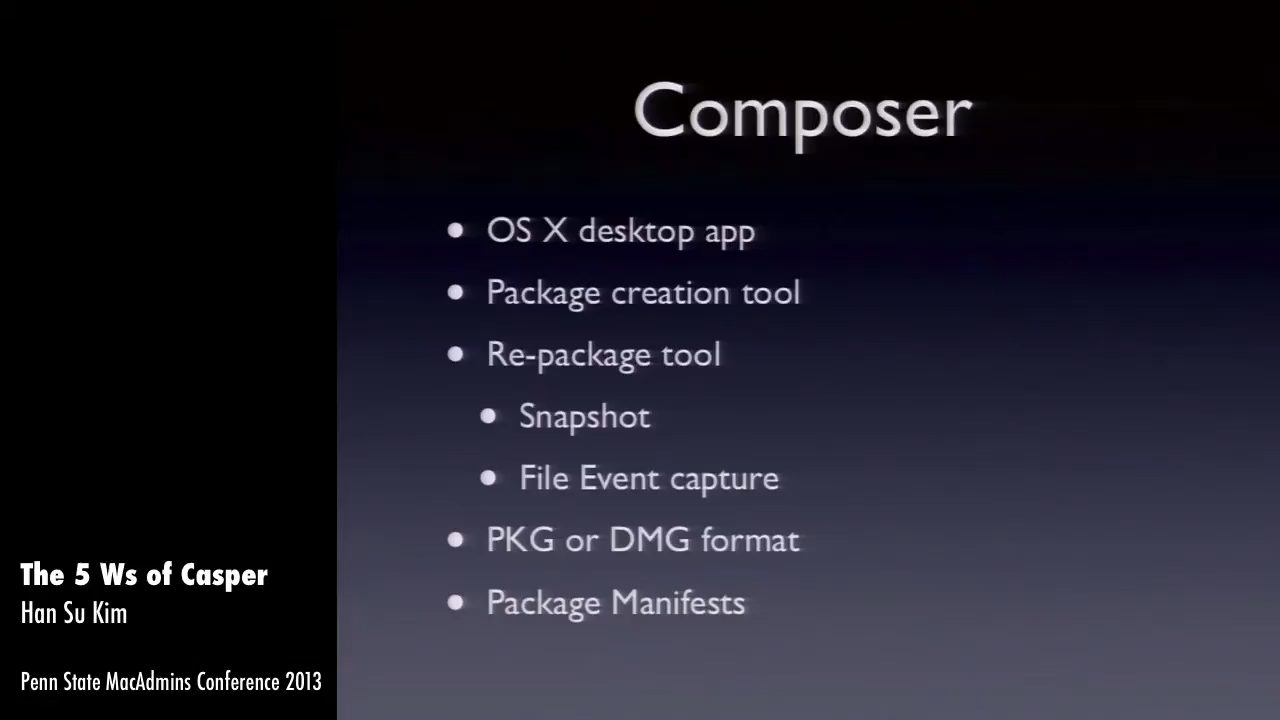 Composer
OS X desktop app
Package creation tool
Re-package tool
Snapshot
File Event capture
PKG or DMG format
Package Manifests
The 5 Ws of Casper
Han Su Kim
Penn State MacAdmins Conference 2013